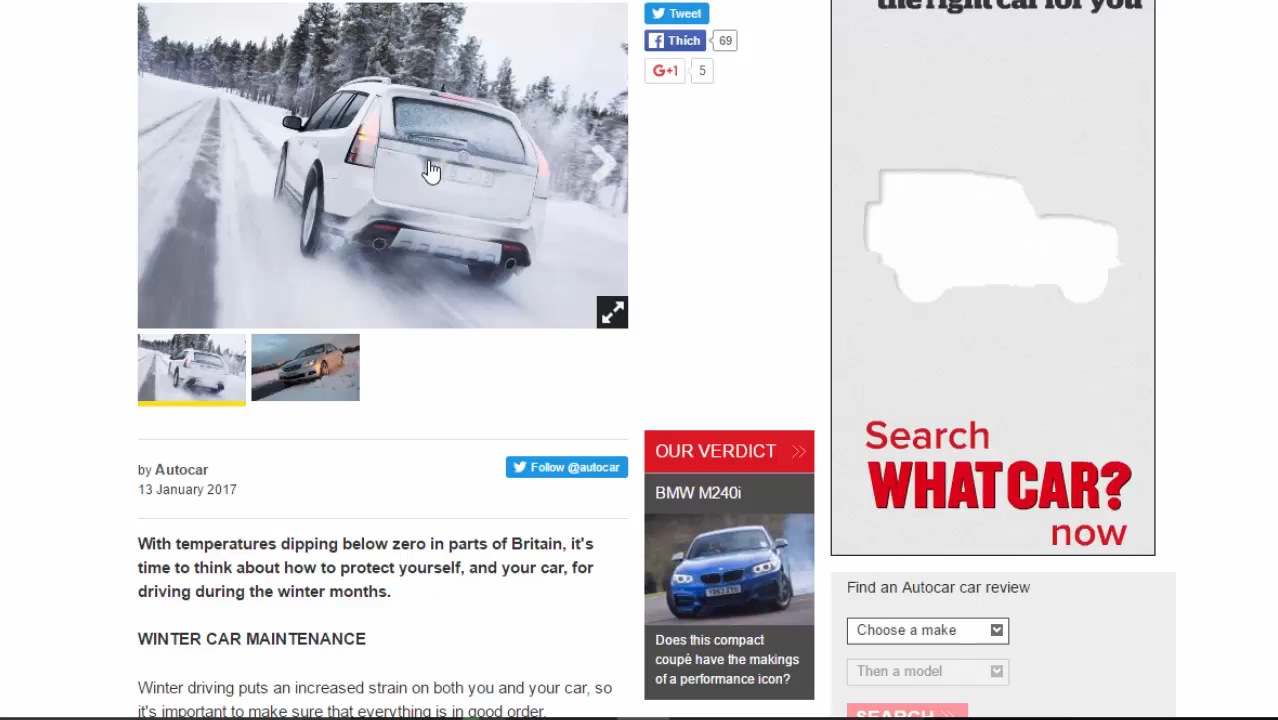 the right car for you
Tweet
Thích 69
G+1 5
by Autocar
13 January 2017
Follow @autocar
With temperatures dipping below zero in parts of Britain, it's
time to think about how to protect yourself, and your car, for
driving during the winter months.
WINTER CAR MAINTENANCE
Winter driving puts an increased strain on both you and your car, so
it's important to make sure that everything is in good order.
OUR VERDICT
BMW M240i
Does this compact
coupé have the makings
of a performance icon?
Search
WHAT CAR?
now
Find an Autocar car review
Choose a make
Then a model
SEARCH